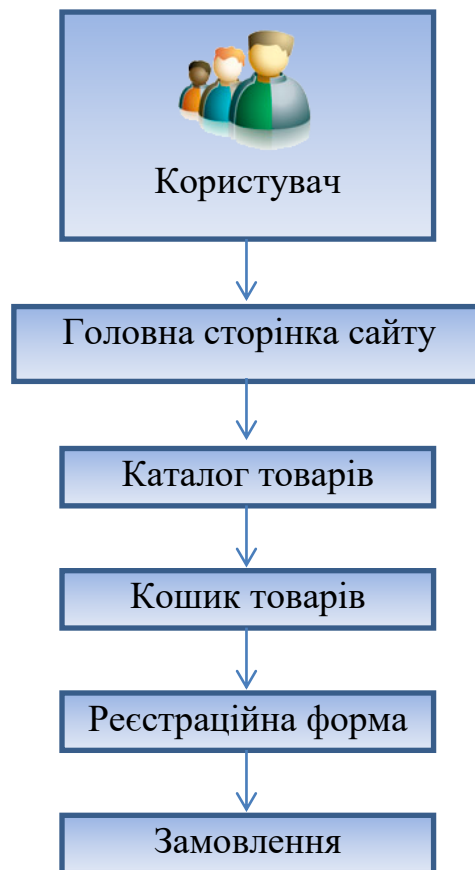 Користувач
Головна сторінка сайту
Каталог товарів
Кошик товарів
Реєстраційна форма
Замовлення